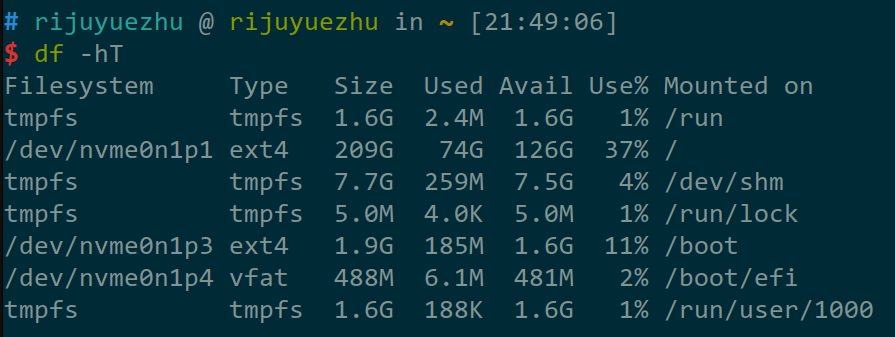 # rijuyuezhu @ rijuyuezhu in ~ [21:49:06]
$ df -hT
Filesystem     Type   Size  Used Avail Use% Mounted on
tmpfs          tmpfs  1.6G  2.4M  1.6G   1% /run
/dev/nvme0n1p1 ext4   209G   74G  126G  37% /
tmpfs          tmpfs  7.7G  259M  7.5G   4% /dev/shm
tmpfs          tmpfs  5.0M  4.0K  5.0M   1% /run/lock
/dev/nvme0n1p3 ext4   1.9G  185M  1.6G  11% /boot
/dev/nvme0n1p4 vfat   488M  6.1M  481M   2% /boot/efi
tmpfs          tmpfs  1.6G  188K  1.6G   1% /run/user/1000